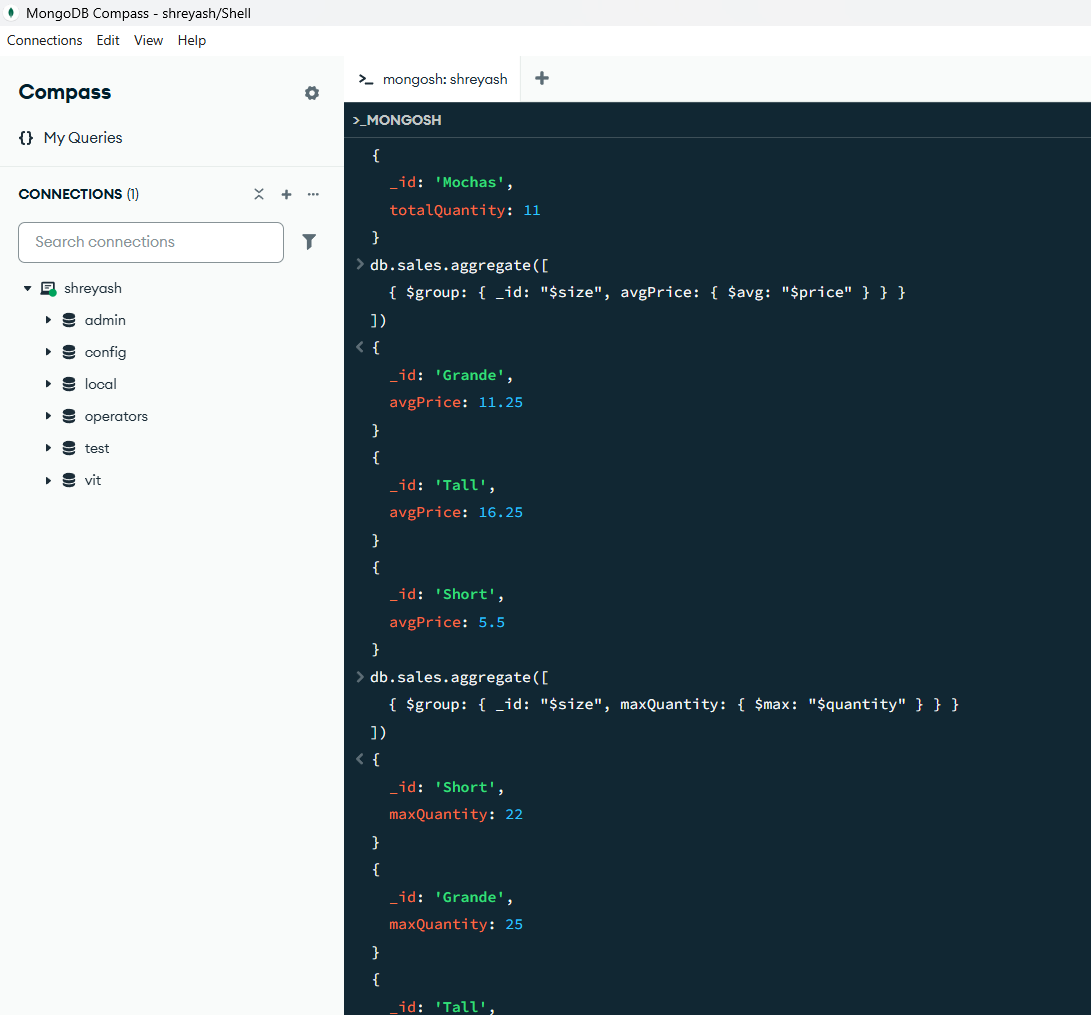 MongoDB Compass - shreyash/Shell
Connections Edit View Help
Compass
{} My Queries
CONNECTIONS (1)
Search connections
shreyash
admin
config
local
operators
test
vit
>_ mongosh: shreyash
>_MONGOSH
{
_id: 'Mochas',
totalQuantity: 11
}
> db.sales.aggregate([
{ $group: { _id: "$size", avgPrice: { $avg: "$price" } } }
])
< {
_id: 'Grande',
avgPrice: 11.25
}
{
_id: 'Tall',
avgPrice: 16.25
}
{
_id: 'Short',
avgPrice: 5.5
}
> db.sales.aggregate([
{ $group: { _id: "$size", maxQuantity: { $max: "$quantity" } } }
])
< {
_id: 'Short',
maxQuantity: 22
}
{
_id: 'Grande',
maxQuantity: 25
}
{
_id: 'Tall',